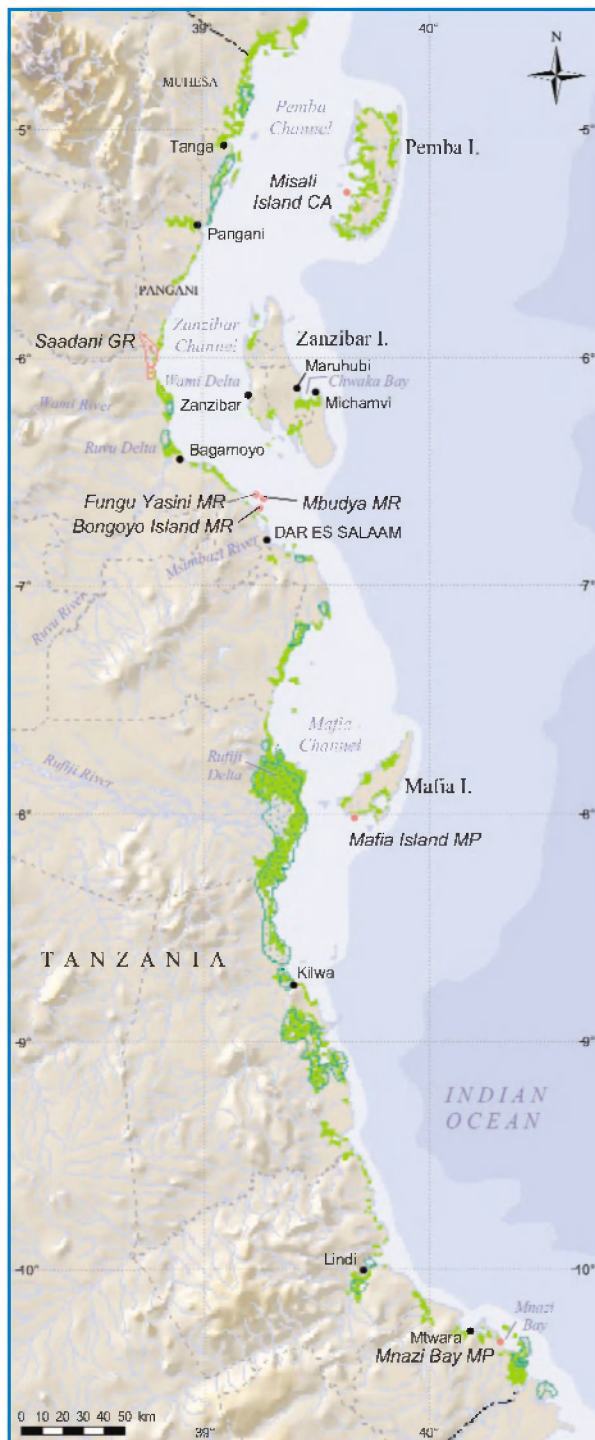 39°
40°
N
MUHESA
Pemba
Channel
-5°
5°
Tanga
Pemba I.
Misali
Island CA
Pangani
PANGANI
Zanzibar
Channel
Zanzibar I.
Saadani GR
-6°
6°
Maruhubi
Wami Delta
Chwaka Bay
Zanzibar
Michamvi
Wami River
Ruvu Delta
Bagamoyo
Fungu Yasini MR
Mbudya MR
Bongoyo Island MR
DAR ES SALAAM
Msimbazi River
-7°
7°
Ruvu River
Mafia
Channel
Rufiji
Delta
Rufiji River
Mafia I.
-8°
8°
Mafia Island MP
TANZANIA
Kilwa
-9°
9°
INDIAN
OCEAN
Lindi
-10°
10°
Mnazi
Bay
Mtwara
Mnazi Bay MP
0 10 20 30 40 50 km
39°
40°